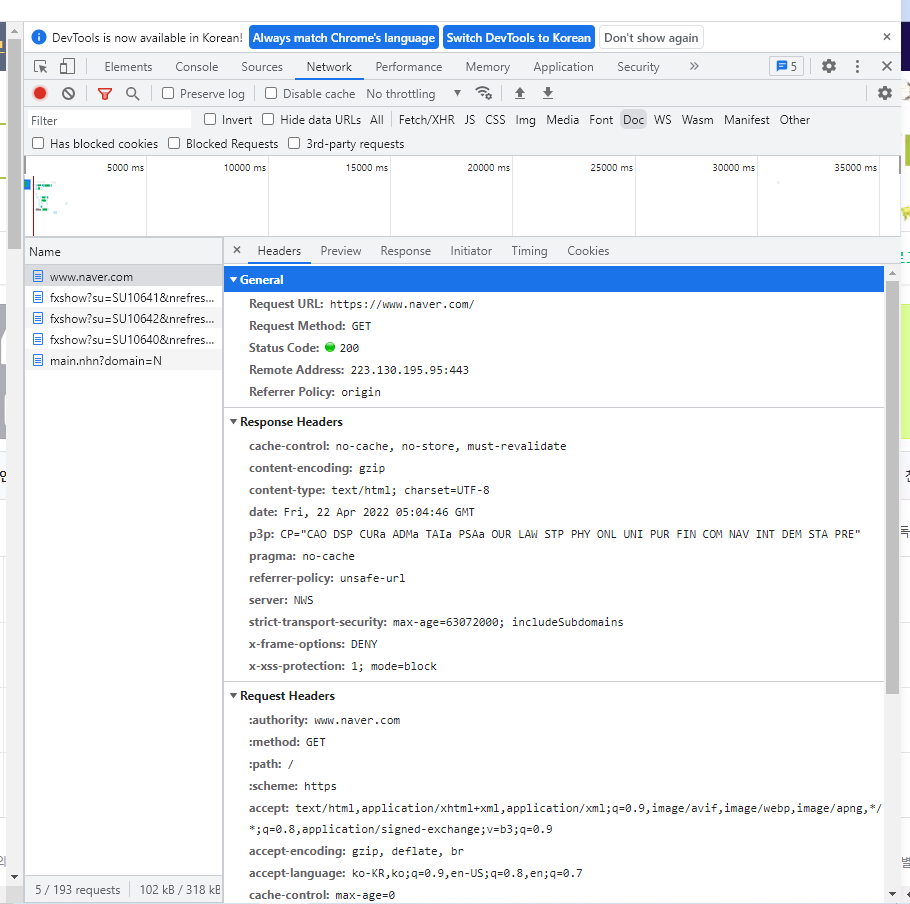 DevTools is now available in Korean! Always match Chrome's language Switch DevTools to Korean Don't show again
Elements Console Sources Network Performance Memory Application Security 5
Preserve log Disable cache No throttling
Filter Invert Hide data URLs All Fetch/XHR JS CSS Img Media Font Doc WS Wasm Manifest Other
Has blocked cookies Blocked Requests 3rd-party requests
5000 ms 10000 ms 15000 ms 20000 ms 25000 ms 30000 ms 35000 ms
Name
www.naver.com
fxshow?su=SU10641&nrefres...
fxshow?su=SU10642&nrefres...
fxshow?su=SU10640&nrefres...
main.nhn?domain=N
5 / 193 requests 102 kB / 318 kB
Headers Preview Response Initiator Timing Cookies
General
Request URL: https://www.naver.com/
Request Method: GET
Status Code: 200
Remote Address: 223.130.195.95:443
Referrer Policy: origin
Response Headers
cache-control: no-cache, no-store, must-revalidate
content-encoding: gzip
content-type: text/html; charset=UTF-8
date: Fri, 22 Apr 2022 05:04:46 GMT
p3p: CP="CAO DSP CURa ADMa TAIa PSAa OUR LAW STP PHY ONL UNI PUR FIN COM NAV INT DEM STA PRE"
pragma: no-cache
referrer-policy: unsafe-url
server: NWS
strict-transport-security: max-age=63072000; includeSubdomains
x-frame-options: DENY
x-xss-protection: 1; mode=block
Request Headers
:authority: www.naver.com
:method: GET
:path: /
:scheme: https
accept: text/html,application/xhtml+xml,application/xml;q=0.9,image/avif,image/webp,image/apng,*/
*;q=0.8,application/signed-exchange;v=b3;q=0.9
accept-encoding: gzip, deflate, br
accept-language: ko-KR,ko;q=0.9,en-US;q=0.8,en;q=0.7
cache-control: max-age=0